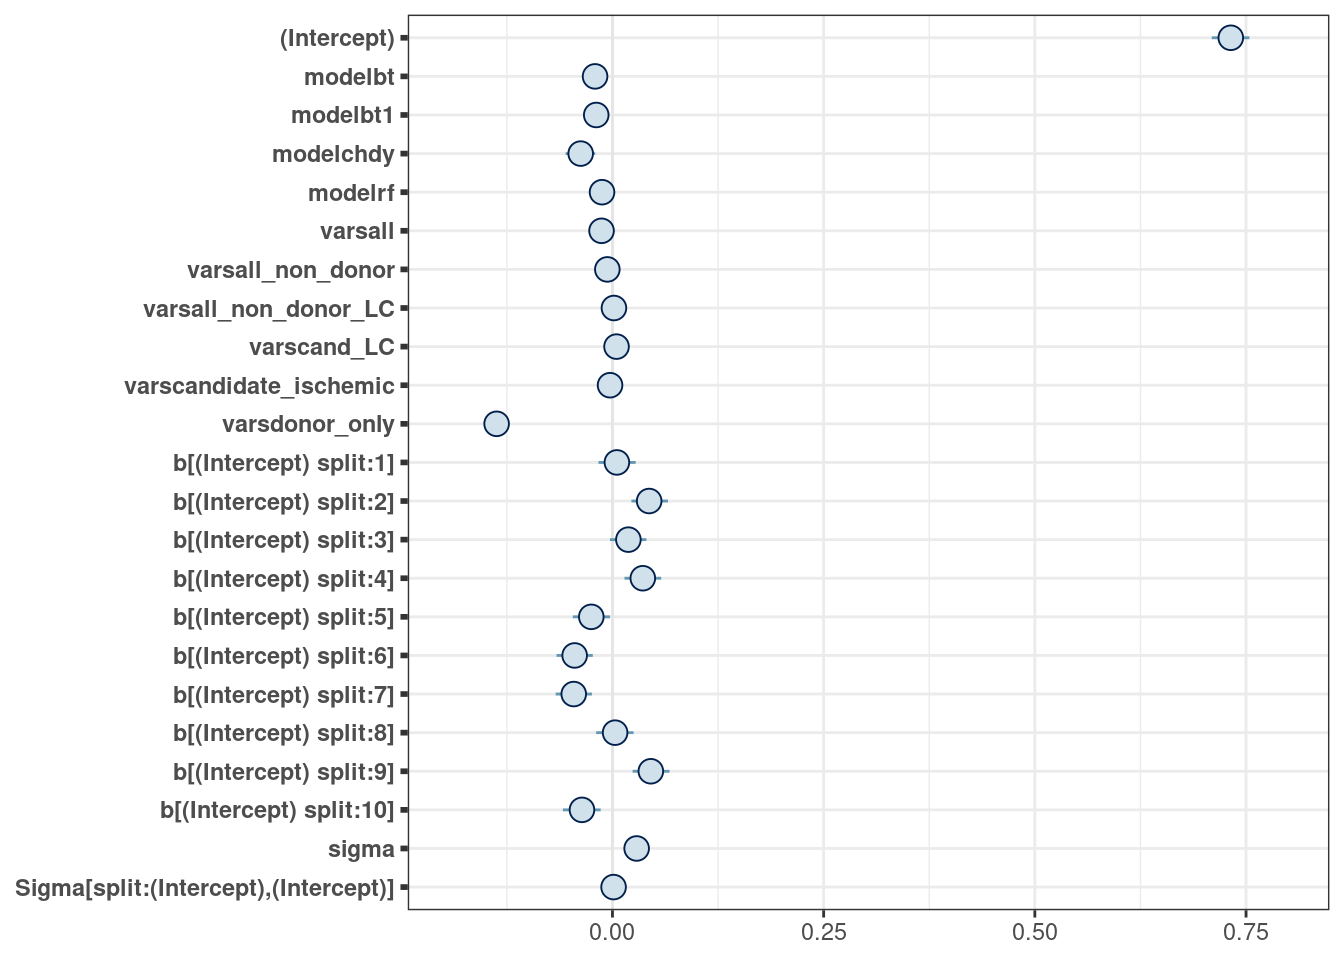 (Intercept)
modelbt
modelbt1
modelchdy
modelrf
varsall
varsall_non_donor
varsall_non_donor_LC
varscand_LC
varscandidate_ischemic
varsdonor_only
b[(Intercept) split:1]
b[(Intercept) split:2]
b[(Intercept) split:3]
b[(Intercept) split:4]
b[(Intercept) split:5]
b[(Intercept) split:6]
b[(Intercept) split:7]
b[(Intercept) split:8]
b[(Intercept) split:9]
b[(Intercept) split:10]
sigma
Sigma[split:(Intercept),(Intercept)]
0.00 0.25 0.50 0.75